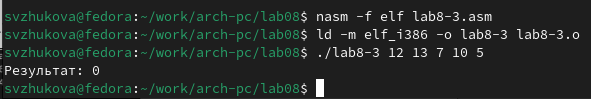 svzhukova@fedora:~/work/arch-pc/lab08$ nasm -f elf lab8-3.asm
svzhukova@fedora:~/work/arch-pc/lab08$ ld -m elf_i386 -o lab8-3 lab8-3.o
svzhukova@fedora:~/work/arch-pc/lab08$ ./lab8-3 12 13 7 10 5
Результат: 0
svzhukova@fedora:~/work/arch-pc/lab08$